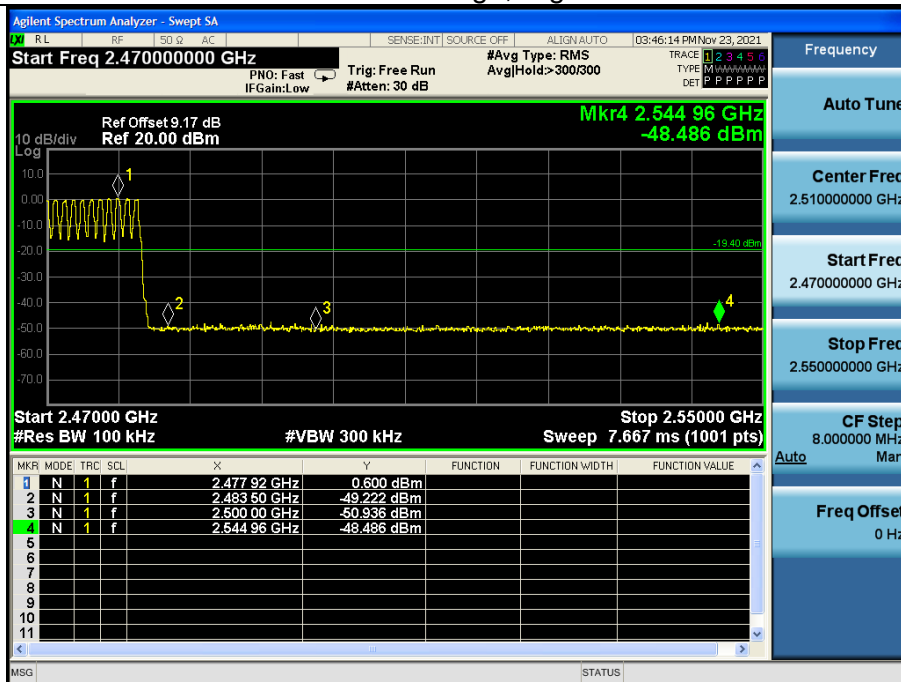 Agilent Spectrum Analyzer - Swept SA
LXI RL RF 50 Ω AC SENSE:INT SOURCE OFF ALIGNAUTO 03:46:14 PM Nov 23, 2021
Start Freq 2.470000000 GHz #Avg Type: RMS TRACE 1 2 3 4 5 6
PNO: Fast Trig: Free Run Avg|Hold:>300/300 TYPE M
IFGain:Low #Atten: 30 dB DET P P P P P P
Mkr4 2.544 96 GHz
-48.486 dBm
Ref Offset 9.17 dB
10 dB/div Ref 20.00 dBm
Log
10.0
0.00
-10.0
-20.0
-30.0
-40.0
-50.0
-60.0
-70.0
1
2
3
4
-19.40 dBm
Start 2.47000 GHz Stop 2.55000 GHz
#Res BW 100 kHz #VBW 300 kHz Sweep 7.667 ms (1001 pts)
MKR MODE TRC SCL X Y FUNCTION FUNCTION WIDTH FUNCTION VALUE
1 N 1 f 2.477 92 GHz 0.600 dBm
2 N 1 f 2.483 50 GHz -49.222 dBm
3 N 1 f 2.500 00 GHz -50.936 dBm
4 N 1 f 2.544 96 GHz -48.486 dBm
5
6
7
8
9
10
11
MSG STATUS
Frequency
Auto Tune
Center Freq
2.510000000 GHz
Start Freq
2.470000000 GHz
Stop Freq
2.550000000 GHz
CF Step
8.000000 MHz
Auto Man
Freq Offset
0 Hz